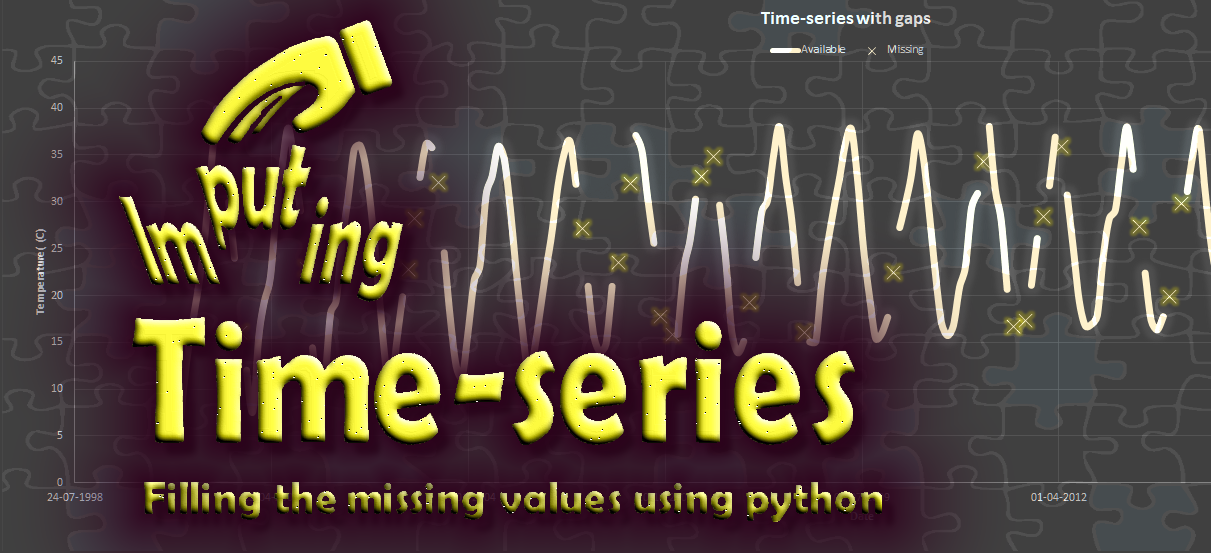 Time-series with gaps
Available
Missing
45
40
35
30
25
20
15
10
5
0
Temperature( (C)
24-07-1998
01-04-2012
Imputing
Time-series
Filling the missing values using python